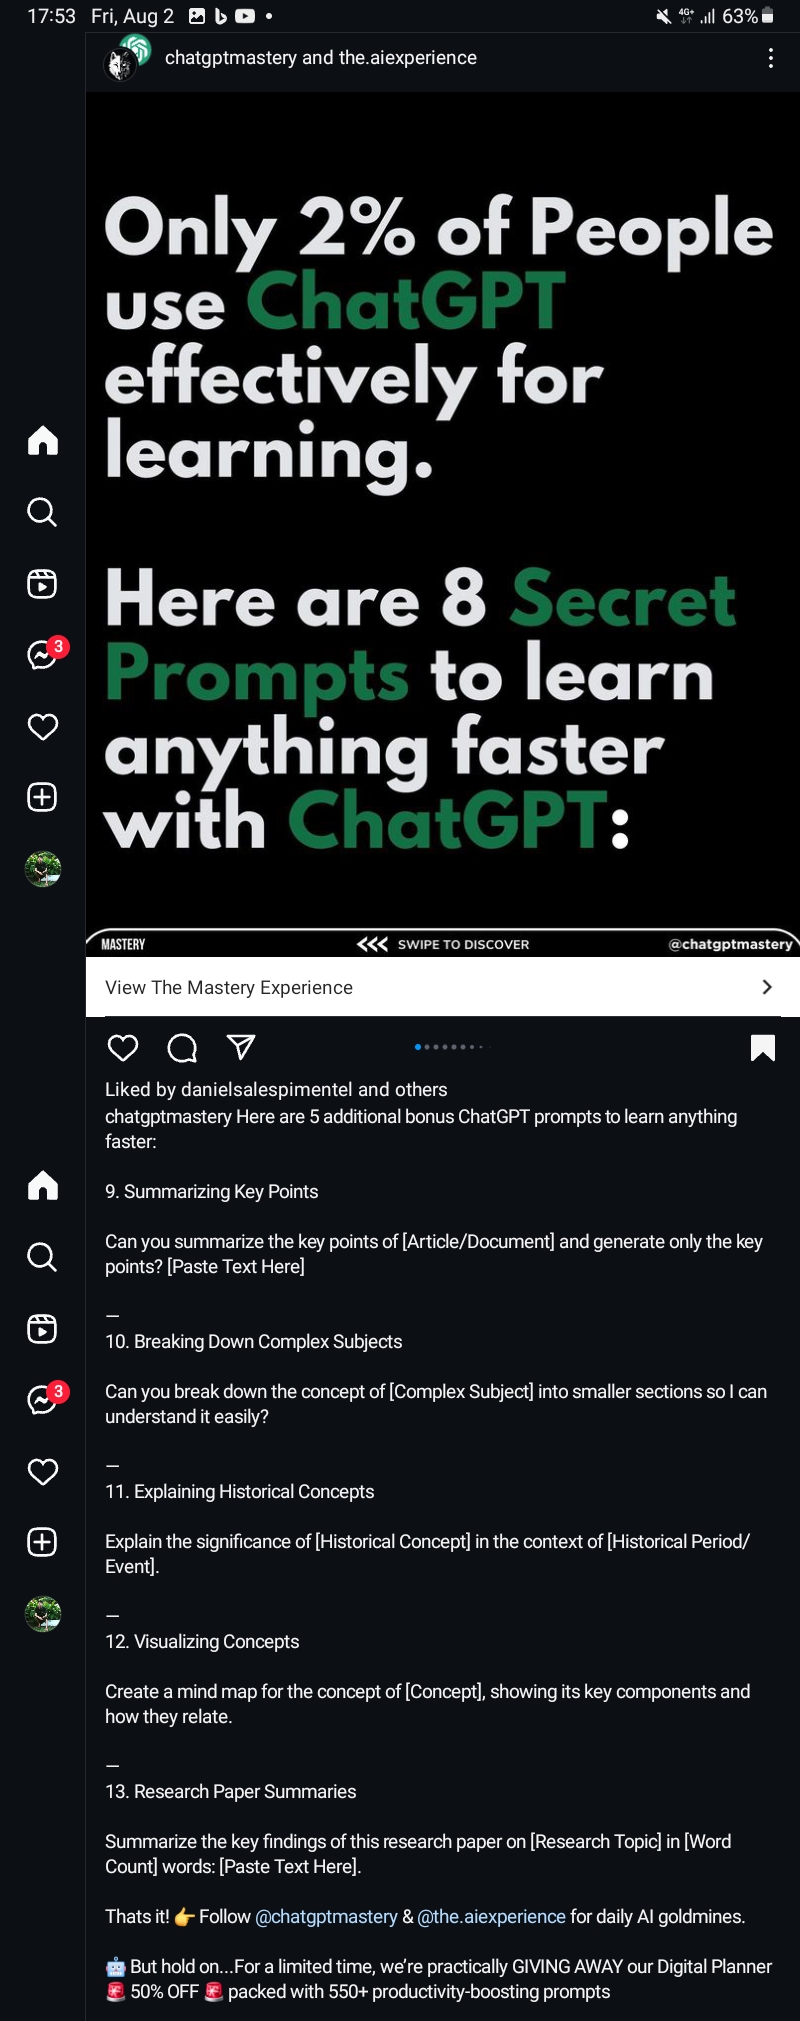 17:53 Fri, Aug 2 4G+ 63%
chatgptmastery and the.aiexperience
Only 2% of People
use ChatGPT
effectively for
learning.
Here are 8 Secret
Prompts to learn
anything faster
with ChatGPT:
MASTERY <<< SWIPE TO DISCOVER @chatgptmastery
View The Mastery Experience
3
Liked by danielsalespimentel and others
chatgptmastery Here are 5 additional bonus ChatGPT prompts to learn anything
faster:
9. Summarizing Key Points
Can you summarize the key points of [Article/Document] and generate only the key
points? [Paste Text Here]
—
10. Breaking Down Complex Subjects
Can you break down the concept of [Complex Subject] into smaller sections so I can
understand it easily?
3
—
11. Explaining Historical Concepts
Explain the significance of [Historical Concept] in the context of [Historical Period/
Event].
—
12. Visualizing Concepts
Create a mind map for the concept of [Concept], showing its key components and
how they relate.
—
13. Research Paper Summaries
Summarize the key findings of this research paper on [Research Topic] in [Word
Count] words: [Paste Text Here].
Thats it! 👉 Follow @chatgptmastery & @the.aiexperience for daily AI goldmines.
🤖 But hold on...For a limited time, we’re practically GIVING AWAY our Digital Planner
🚨 50% OFF 🚨 packed with 550+ productivity-boosting prompts